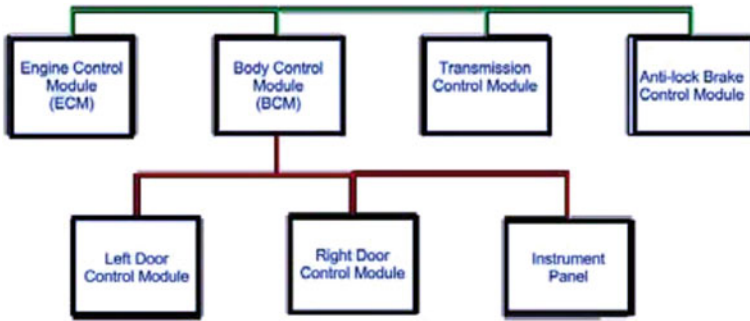 Engine Control
Module
(ECM)
Body Control
Module
(BCM)
Transmission
Control Module
Anti-lock Brake
Control Module
Left Door
Control Module
Right Door
Control Module
Instrument
Panel